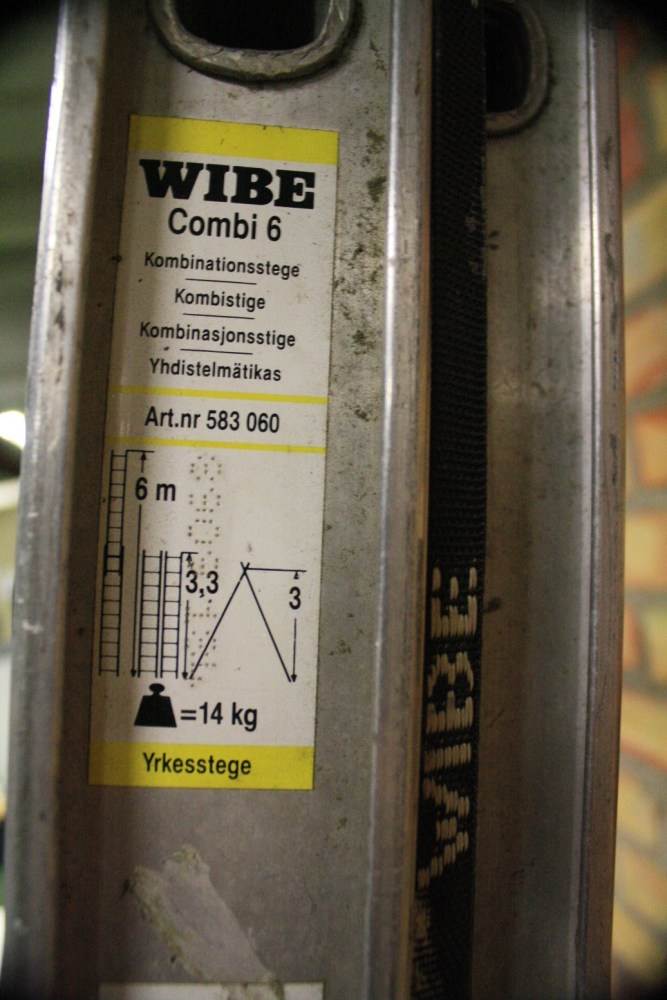 WIBE
Combi 6
Kombinationsstege
Kombistige
Kombinasjonsstige
Yhdistelmätikas
Art.nr 583 060
6 m
3,3
3
=14 kg
Yrkesstege
WIBE